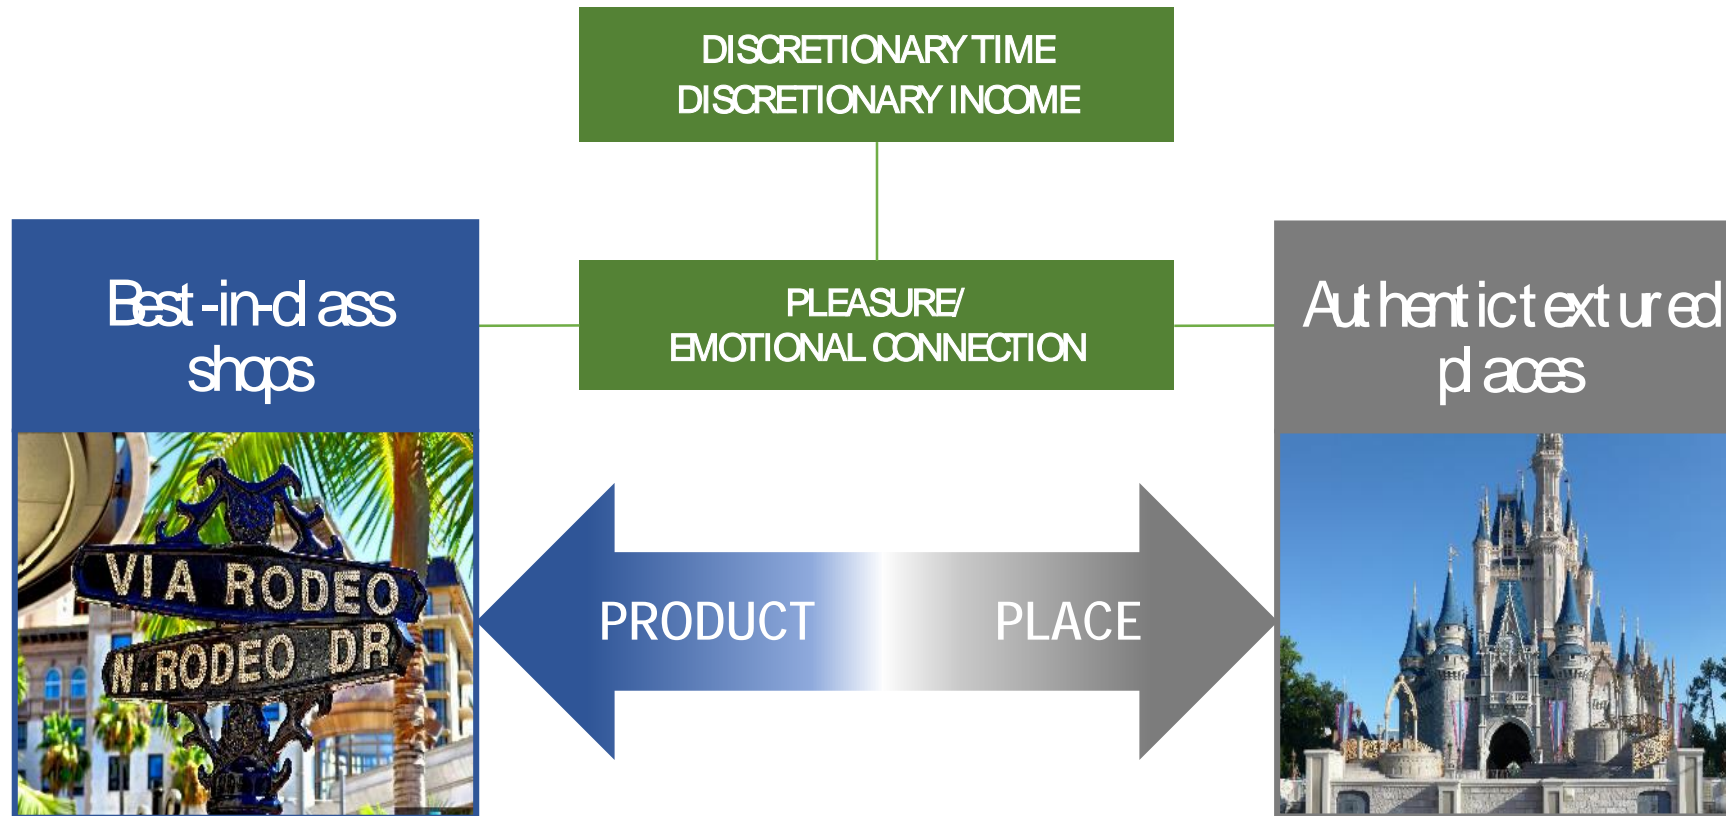 DISCRETIONARY TIME
DISCRETIONARY INCOME
Best-in-class
shops
PLEASURE/
EMOTIONAL CONNECTION
Authentic textured
places
VIA RODEO
N.RODEO DR
PRODUCT
PLACE